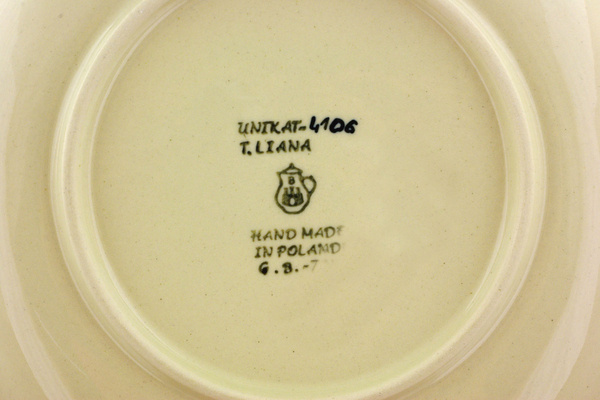 UNIKAT-4106
T. LIANA
B
HAND MADE
IN POLAND
G. B.-7